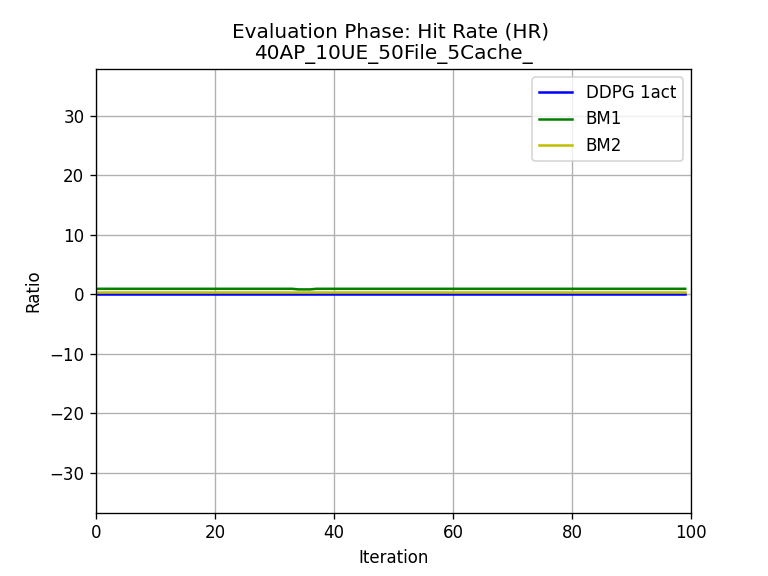 Evaluation Phase: Hit Rate (HR)
40AP_10UE_50File_5Cache_
DDPG 1act
BM1
BM2
Ratio
30
20
10
0
−10
−20
−30
0 20 40 60 80 100
Iteration